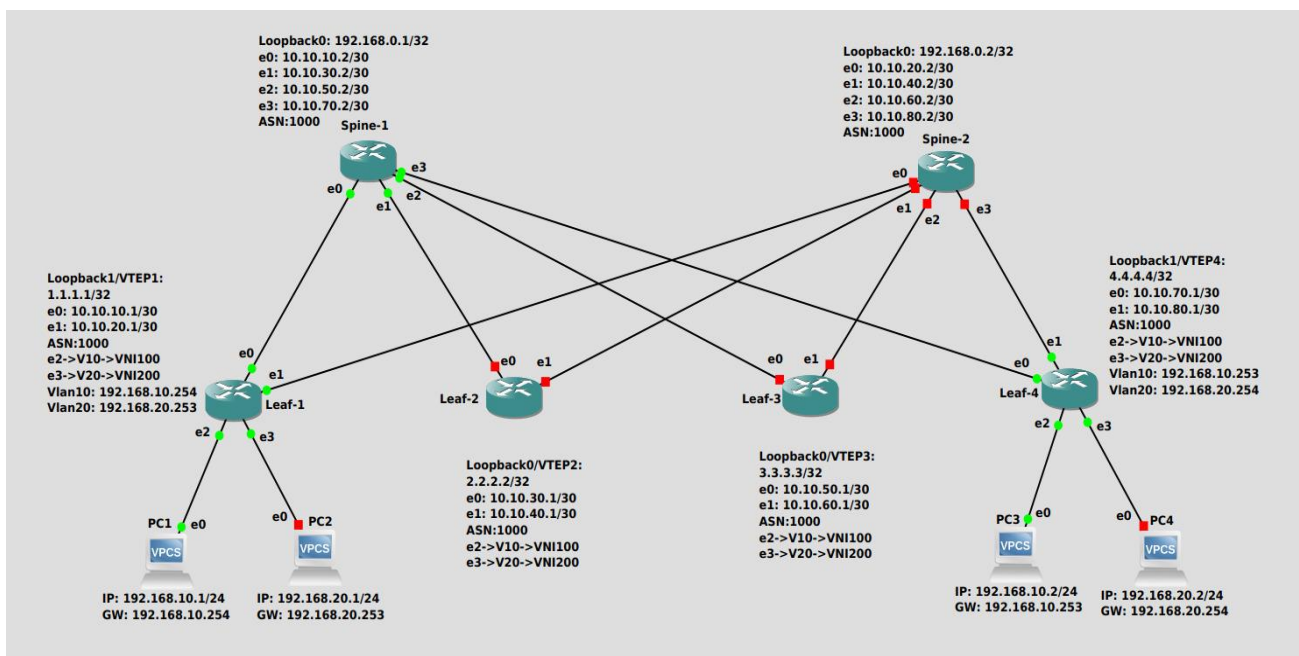 Loopback0: 192.168.0.1/32
e0: 10.10.10.2/30
e1: 10.10.30.2/30
e2: 10.10.50.2/30
e3: 10.10.70.2/30
ASN:1000
Spine-1
e3
e0
e2
e1
Loopback0: 192.168.0.2/32
e0: 10.10.20.2/30
e1: 10.10.40.2/30
e2: 10.10.60.2/30
e3: 10.10.80.2/30
ASN:1000
Spine-2
e0
e1
e2
e3
Loopback1/VTEP1:
1.1.1.1/32
e0: 10.10.10.1/30
e1: 10.10.20.1/30
ASN:1000
e2->V10->VNI100
e3->V20->VNI200
Vlan10: 192.168.10.254
Vlan20: 192.168.20.253
e0
e1
Leaf-1
e2
e3
e0
e1
Leaf-2
Loopback0/VTEP2:
2.2.2.2/32
e0: 10.10.30.1/30
e1: 10.10.40.1/30
ASN:1000
e2->V10->VNI100
e3->V20->VNI200
e0
e1
Leaf-3
Loopback0/VTEP3:
3.3.3.3/32
e0: 10.10.50.1/30
e1: 10.10.60.1/30
ASN:1000
e2->V10->VNI100
e3->V20->VNI200
Loopback1/VTEP4:
4.4.4.4/32
e0: 10.10.70.1/30
e1: 10.10.80.1/30
ASN:1000
e2->V10->VNI100
e3->V20->VNI200
Vlan10: 192.168.10.253
Vlan20: 192.168.20.254
e1
e0
Leaf-4
e2
e3
PC1
e0
VPCS
IP: 192.168.10.1/24
GW: 192.168.10.254
e0
PC2
VPCS
IP: 192.168.20.1/24
GW: 192.168.20.253
PC3
e0
VPCS
IP: 192.168.10.2/24
GW: 192.168.10.253
e0
PC4
VPCS
IP: 192.168.20.2/24
GW: 192.168.20.254